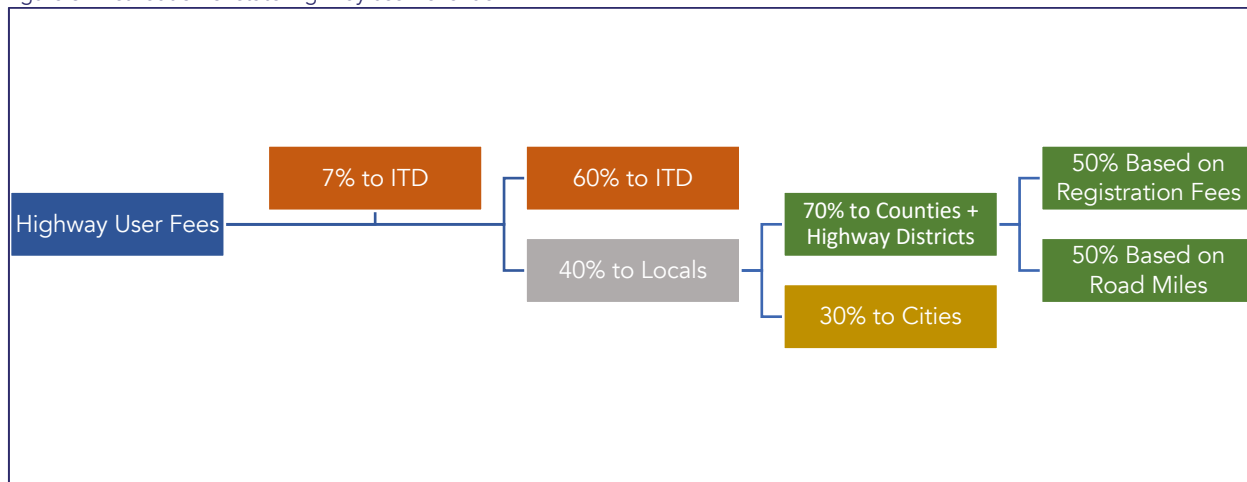 Highway User Fees
7% to ITD
60% to ITD
40% to Locals
70% to Counties +
Highway Districts
30% to Cities
50% Based on
Registration Fees
50% Based on
Road Miles